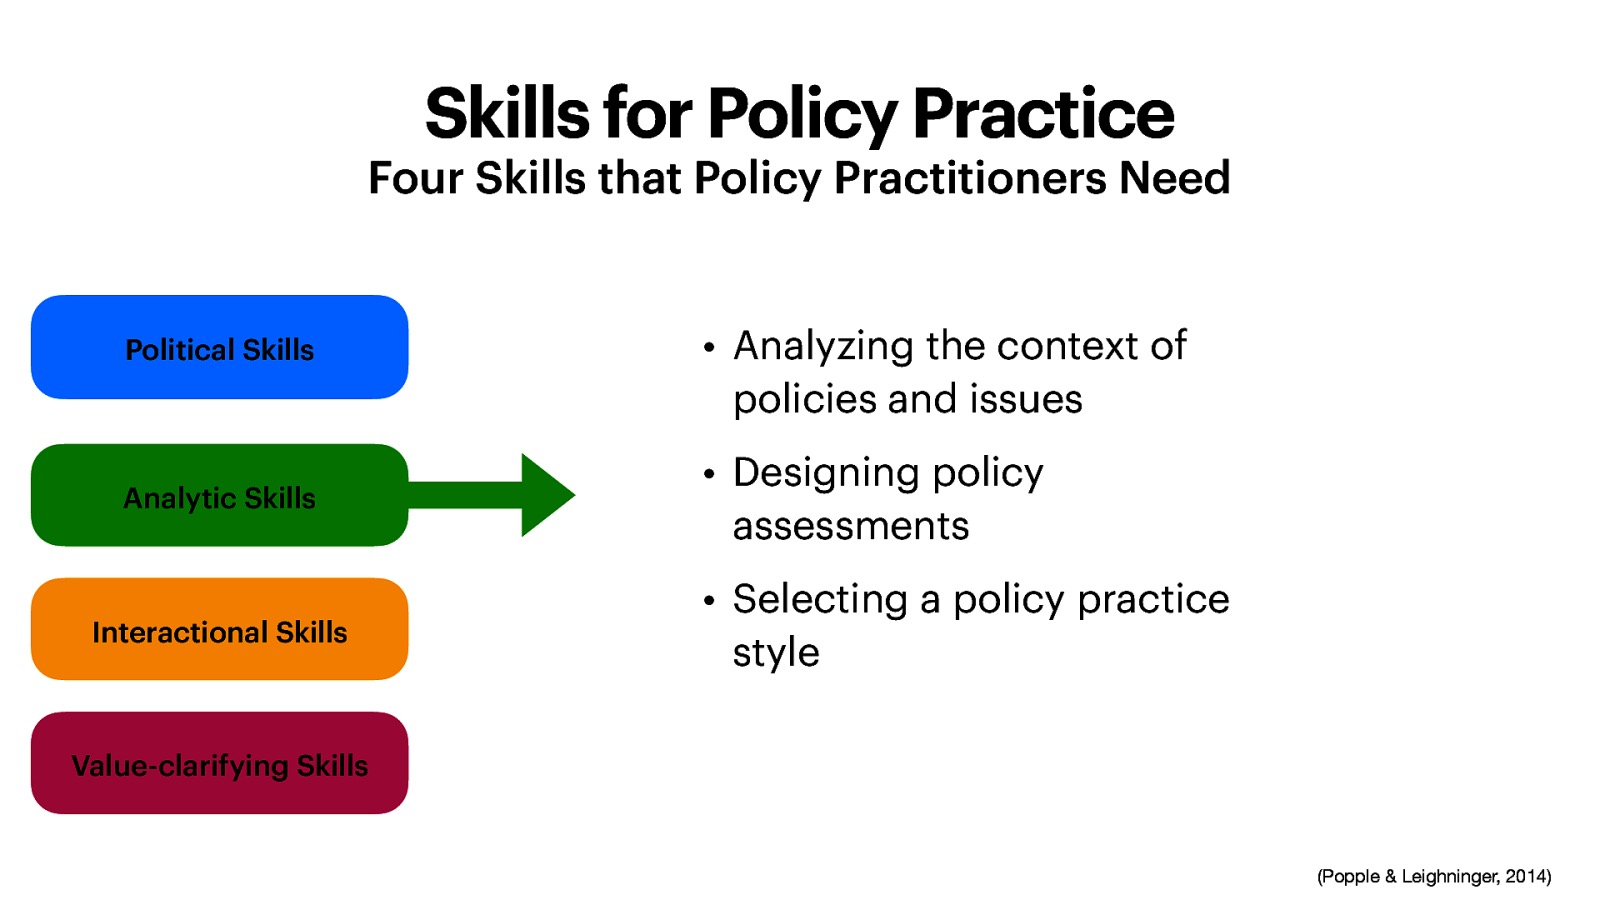 Skills for Policy Practice
Four Skills that Policy Practitioners Need
Political Skills
Analytic Skills
Interactional Skills
Value-clarifying Skills
• Analyzing the context of
policies and issues
• Designing policy
assessments
• Selecting a policy practice
style
(Popple & Leighninger, 2014)